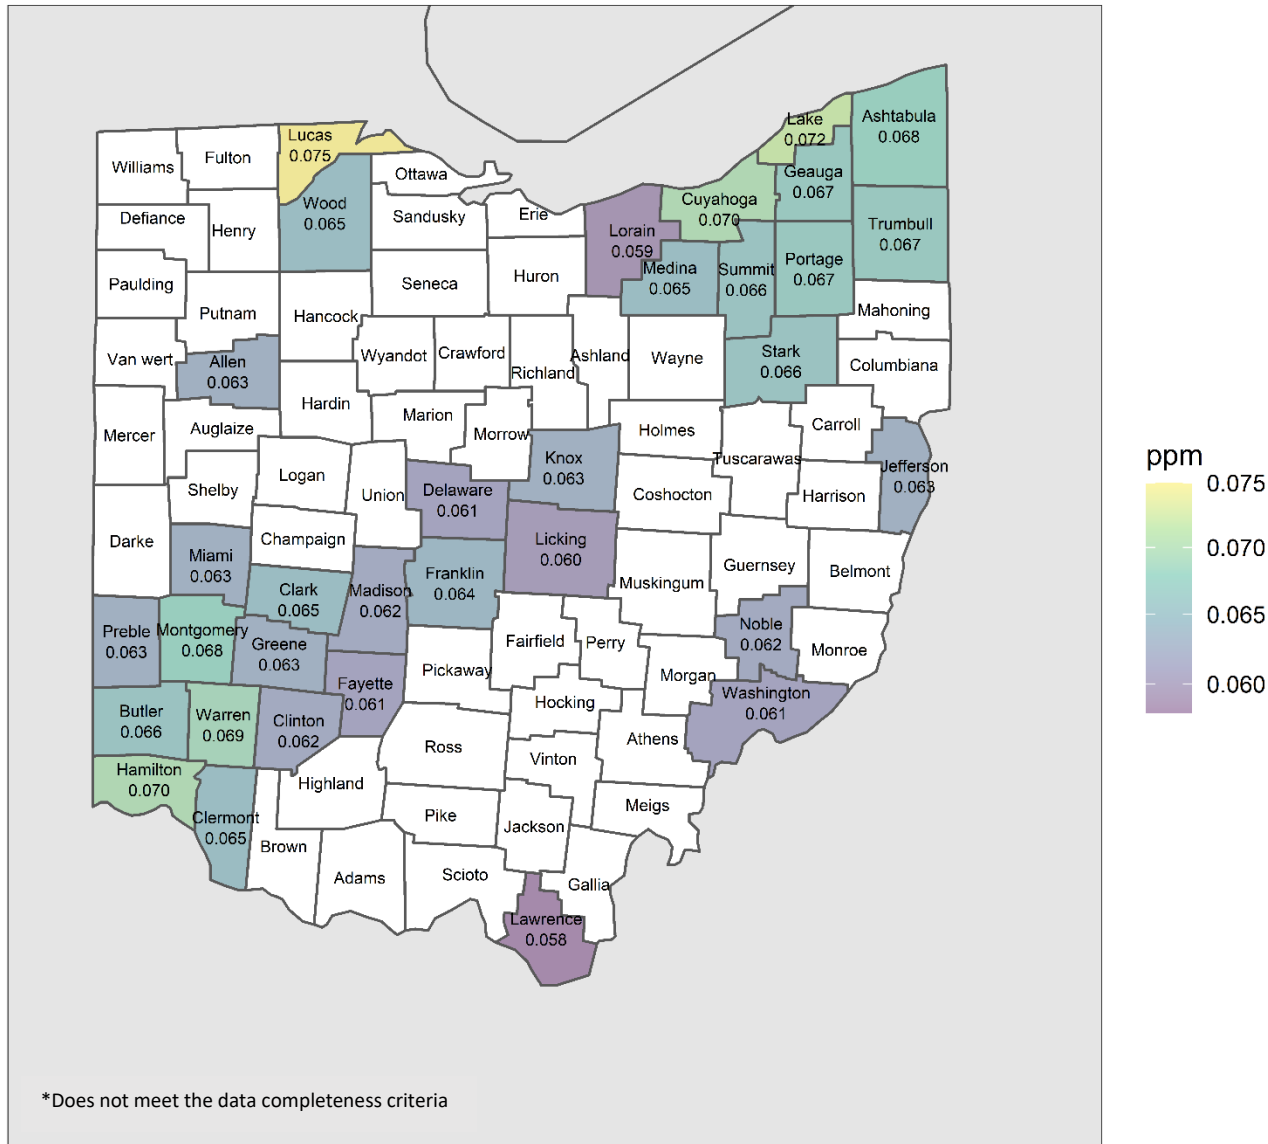 Lake
0.072
Ashtabula
0.068
Lucas
0.075
Williams
Fulton
Ottawa
Geauga
0.067
Wood
0.065
Cuyahoga
0.070
Defiance
Henry
Sandusky
Erie
Lorain
0.059
Trumbull
0.067
Paulding
Seneca
Huron
Medina
0.065
Summit
0.066
Portage
0.067
Putnam
Hancock
Mahoning
Van wert
Allen
0.063
Wyandot
Crawford
Richland
Ashland
Wayne
Stark
0.066
Columbiana
Hardin
Marion
Mercer
Auglaize
Morrow
Holmes
Carroll
Knox
0.063
Tuscarawas
Jefferson
0.063
Logan
Shelby
Union
Delaware
0.061
Coshocton
Harrison
Darke
Champaign
Licking
0.060
Miami
0.063
Guernsey
Belmont
Franklin
0.064
Muskingum
Clark
0.065
Madison
0.062
Preble
0.063
Montgomery
0.068
Greene
0.063
Fairfield
Perry
Noble
0.062
Monroe
Pickaway
Morgan
Fayette
0.061
Washington
0.061
Hocking
Butler
0.066
Warren
0.069
Clinton
0.062
Ross
Athens
Vinton
Hamilton
0.070
Highland
Meigs
Clermont
0.065
Pike
Jackson
Brown
Adams
Scioto
Gallia
Lawrence
0.058
ppm
0.075
0.070
0.065
0.060
*Does not meet the data completeness criteria